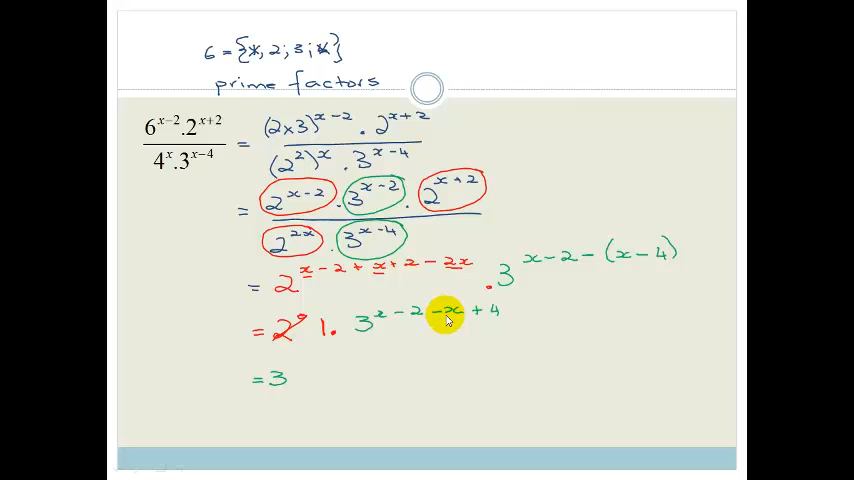 6 = {1, 2; 3; 6}
prime factors
6^{x-2}.2^{x+2} / 4^x.3^{x-4} = (2×3)^{x-2} . 2^{x+2} / (2^2)^x . 3^{x-4}
= 2^{x-2} . 3^{x-2} . 2^{x+2} / 2^{2x} . 3^{x-4}
= 2^{x-2+x+2-2x} . 3^{x-2-(x-4)}
= 2^0 1. 3^{x-2-x+4}
= 3